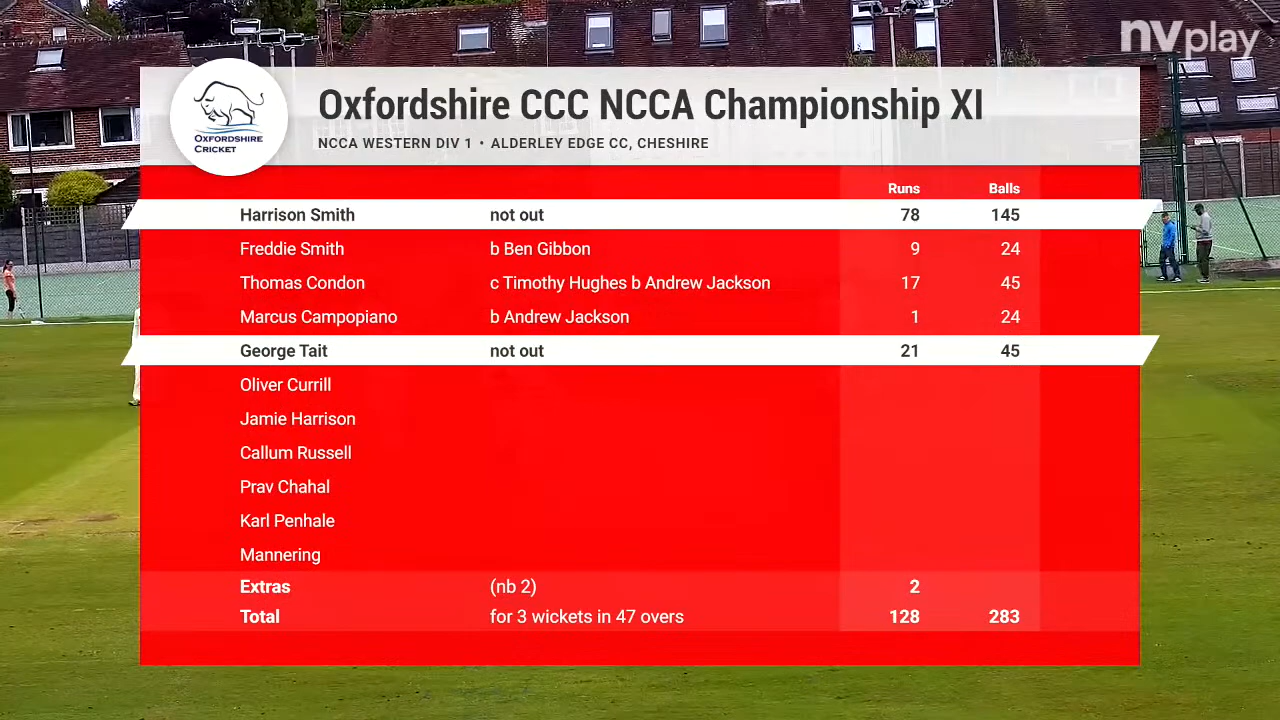 nvplay
Oxfordshire CCC NCCA Championship XI
OXFORDSHIRE
CRICKET
NCCA WESTERN DIV 1 • ALDERLEY EDGE CC, CHESHIRE
Runs Balls
Harrison Smith not out 78 145
Freddie Smith b Ben Gibbon 9 24
Thomas Condon c Timothy Hughes b Andrew Jackson 17 45
Marcus Campopiano b Andrew Jackson 1 24
George Tait not out 21 45
Oliver Currill
Jamie Harrison
Callum Russell
Prav Chahal
Karl Penhale
Mannering
Extras (nb 2) 2
Total for 3 wickets in 47 overs 128 283